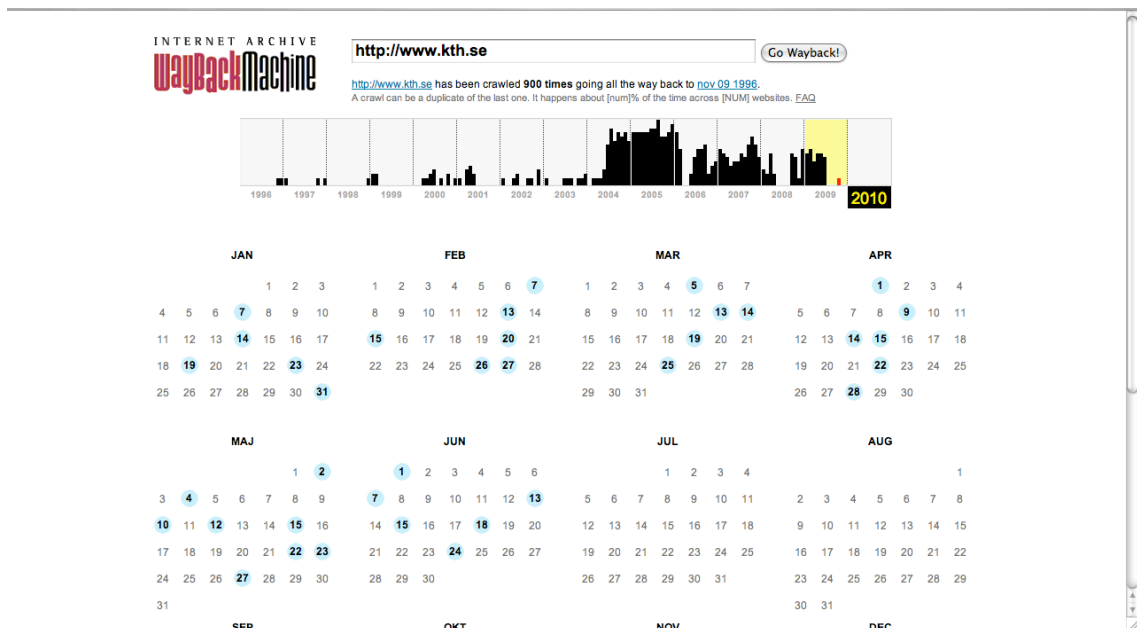 INTERNET ARCHIVE
WayBackMachine
http://www.kth.se
Go Wayback!
http://www.kth.se has been crawled 900 times going all the way back to nov 09 1996.
A crawl can be a duplicate of the last one. It happens about [num]% of the time across [NUM] websites. FAQ
1996 1997 1998 1999 2000 2001 2002 2003 2004 2005 2006 2007 2008 2009 2010
JAN FEB MAR APR
1 2 3 1 2 3 4 5 6 7 1 2 3 4 5 6 7 1 2 3 4
4 5 6 7 8 9 10 8 9 10 11 12 13 14 8 9 10 11 12 13 14 5 6 7 8 9 10 11
11 12 13 14 15 16 17 15 16 17 18 19 20 21 15 16 17 18 19 20 21 12 13 14 15 16 17 18
18 19 20 21 22 23 24 22 23 24 25 26 27 28 22 23 24 25 26 27 28 19 20 21 22 23 24 25
25 26 27 28 29 30 31 29 30 31 26 27 28 29 30
MAJ JUN JUL AUG
1 2 1 2 3 4 5 6 1 2 3 4 1
3 4 5 6 7 8 9 7 8 9 10 11 12 13 5 6 7 8 9 10 11 2 3 4 5 6 7 8
10 11 12 13 14 15 16 14 15 16 17 18 19 20 12 13 14 15 16 17 18 9 10 11 12 13 14 15
17 18 19 20 21 22 23 21 22 23 24 25 26 27 19 20 21 22 23 24 25 16 17 18 19 20 21 22
24 25 26 27 28 29 30 28 29 30 26 27 28 29 30 31 23 24 25 26 27 28 29
31 30 31
SEP OKT NOV DEC